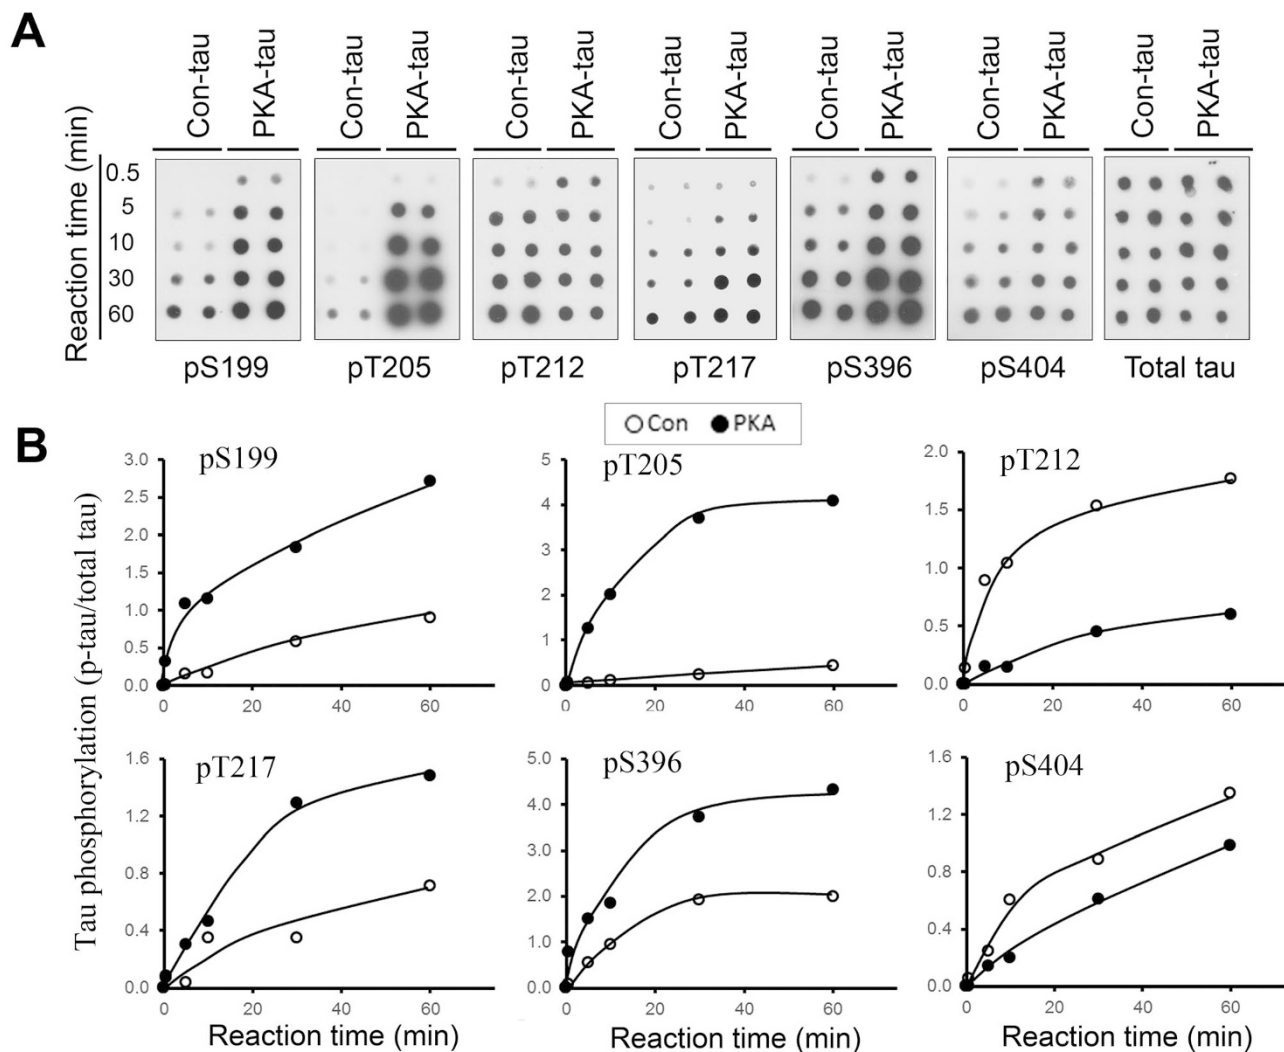 A
Con-tau PKA-tau Con-tau PKA-tau Con-tau PKA-tau Con-tau PKA-tau Con-tau PKA-tau Con-tau PKA-tau Con-tau PKA-tau
Reaction time (min)
0.5
5
10
30
60
pS199 pT205 pT212 pT217 pS396 pS404 Total tau
Con PKA
B
Tau phosphorylation (p-tau/total tau)
pS199
3.0
2.5
2.0
1.5
1.0
0.5
0.0
0 20 40 60
pT205
5
4
3
2
1
0
0 20 40 60
pT212
2.0
1.5
1.0
0.5
0.0
0 20 40 60
pT217
1.6
1.2
0.8
0.4
0.0
0 20 40 60
Reaction time (min)
pS396
5.0
4.0
3.0
2.0
1.0
0.0
0 20 40 60
Reaction time (min)
pS404
1.6
1.2
0.8
0.4
0.0
0 20 40 60
Reaction time (min)